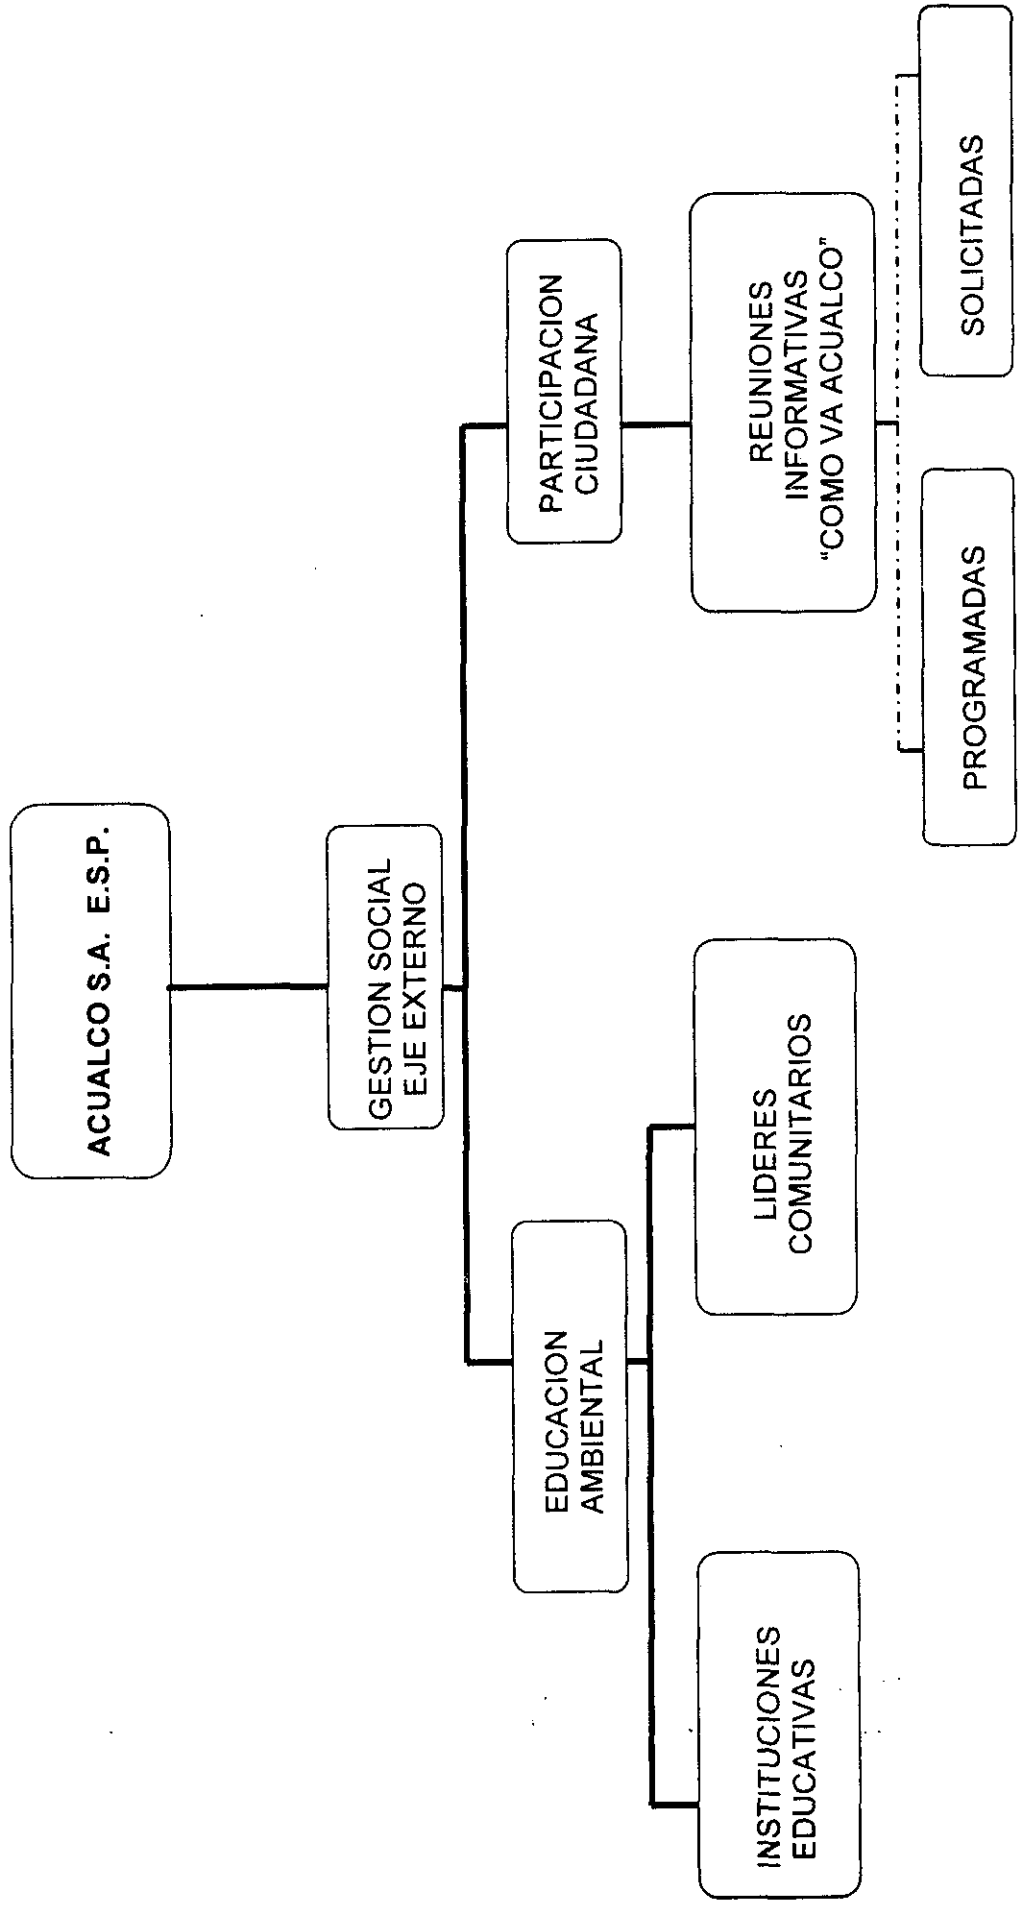 ACUALCO S.A. E.S.P.
GESTION SOCIAL
EJE EXTERNO
EDUCACION
AMBIENTAL
PARTICIPACION
CIUDADANA
INSTITUCIONES
EDUCATIVAS
LIDERES
COMUNITARIOS
REUNIONES
INFORMATIVAS
“COMO VA ACUALCO”
PROGRAMADAS
SOLICITADAS